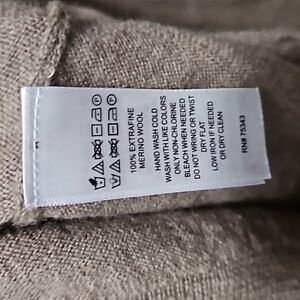 100% EXTRAFINE
MERINO WOOL
HAND WASH COLD
WASH WITH LIKE COLORS
ONLY NON-CHLORINE
BLEACH WHEN NEEDED
DO NOT WRING OR TWIST
DRY FLAT
LOW IRON IF NEEDED
OR DRY CLEAN
RN# 75343